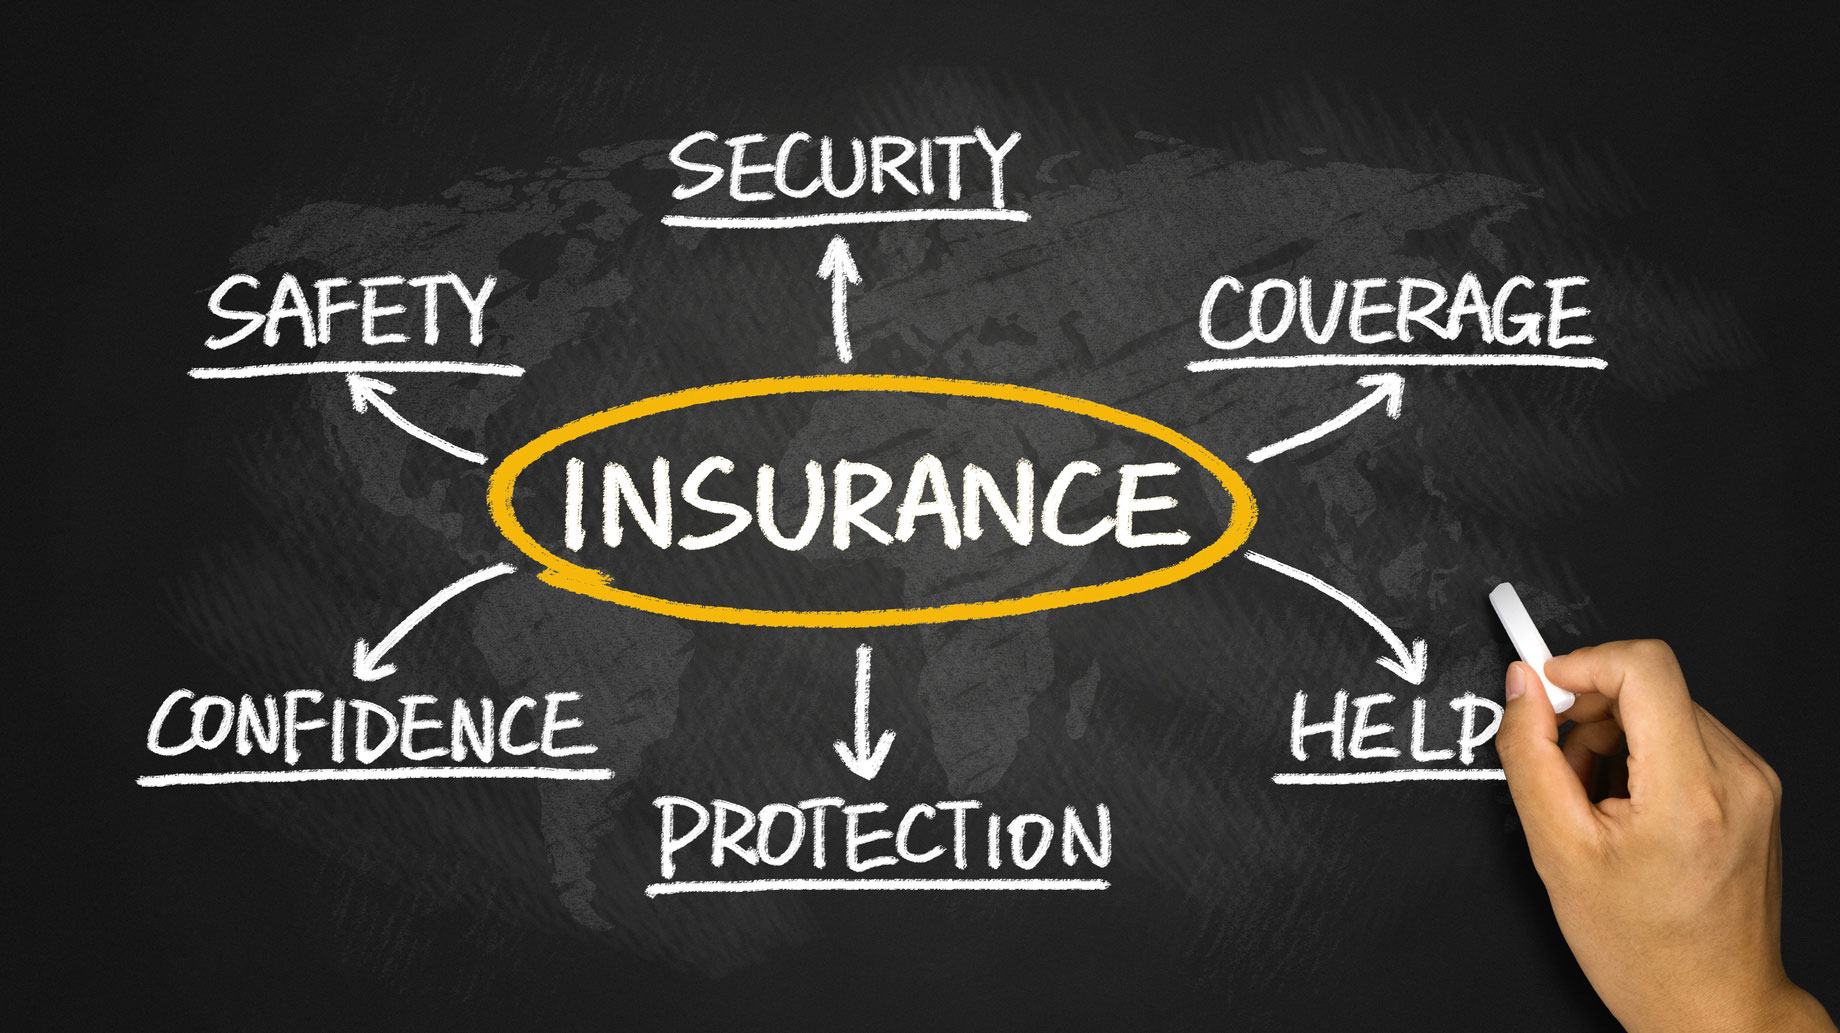 SECURITY
SAFETY
COVERAGE
INSURANCE
CONFIDENCE
HELP
PROTECTION